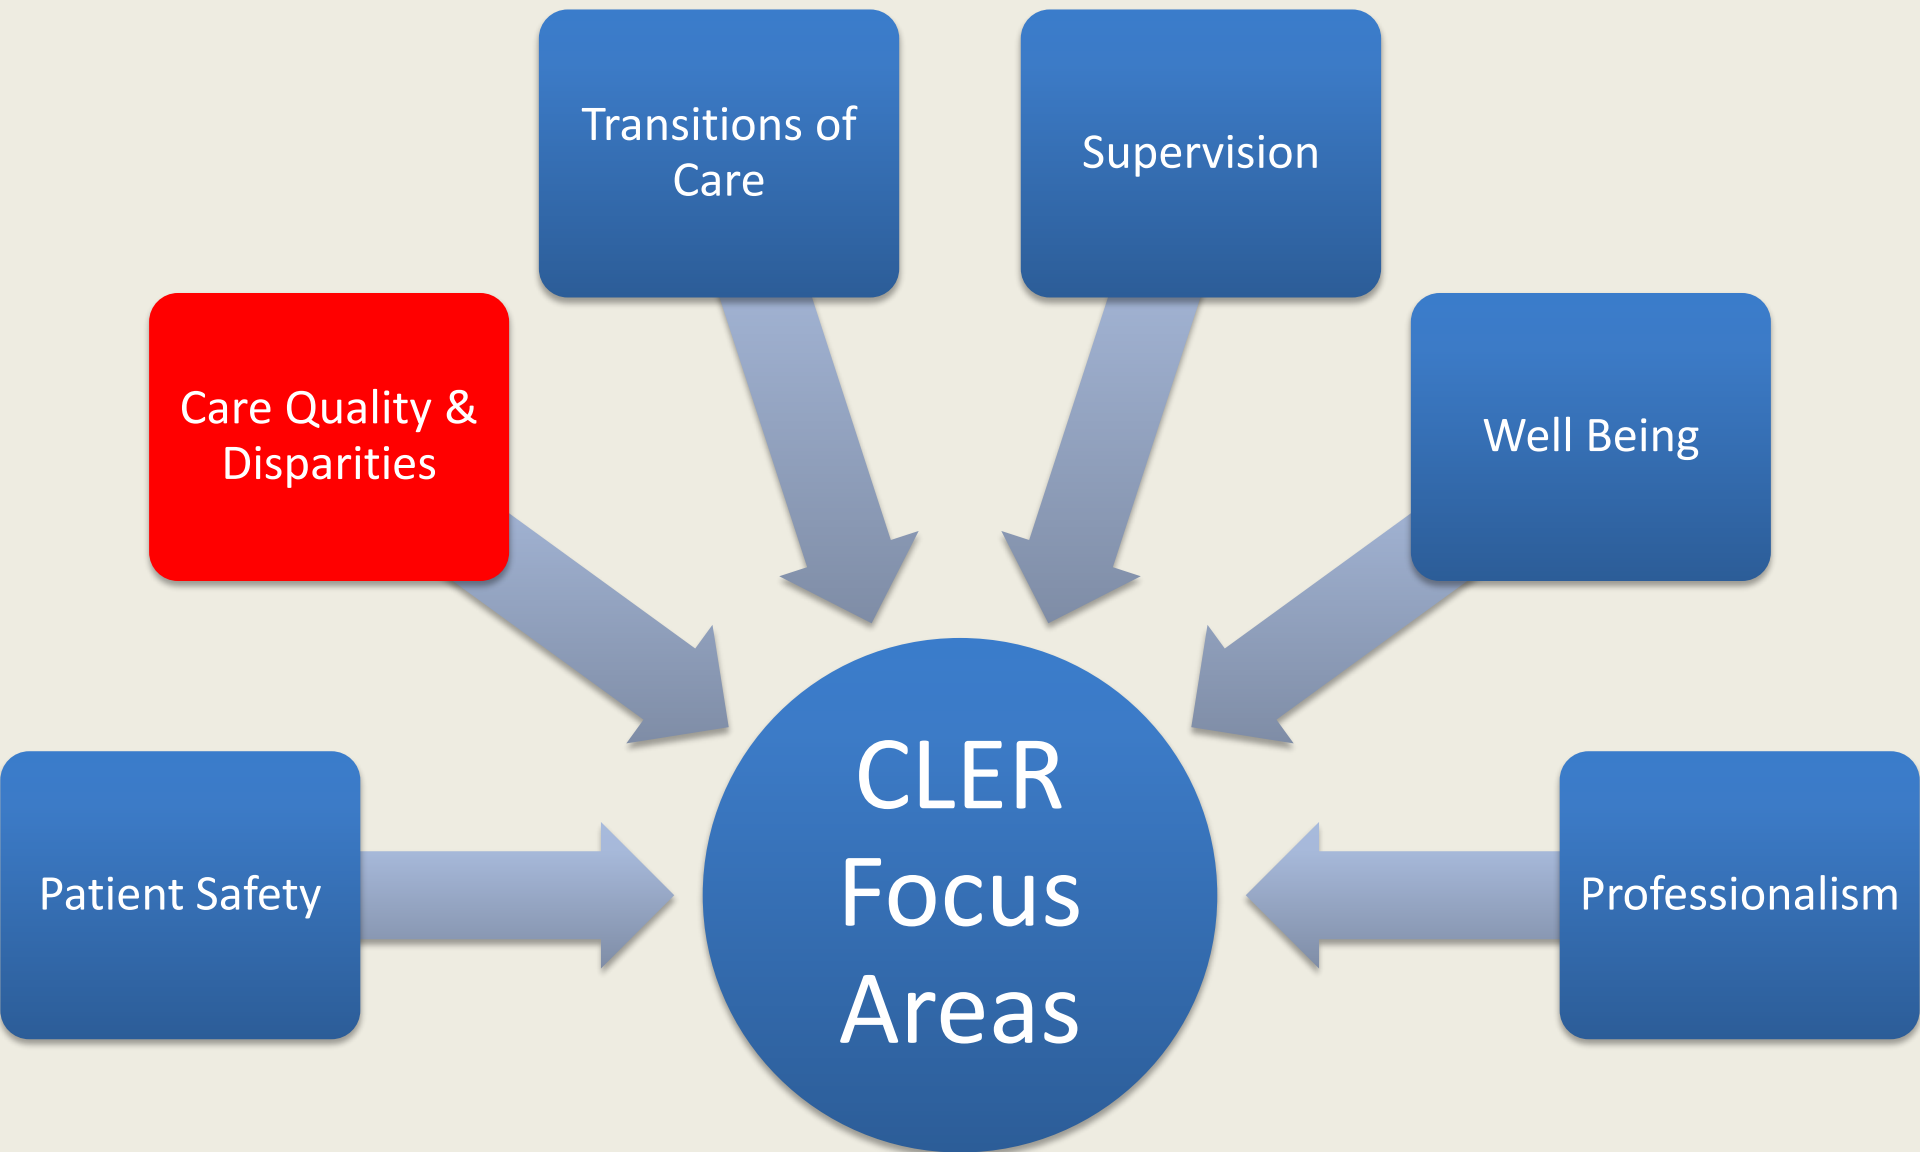 Transitions of
Care
Supervision
Care Quality &
Disparities
Well Being
Patient Safety
CLER
Focus
Areas
Professionalism